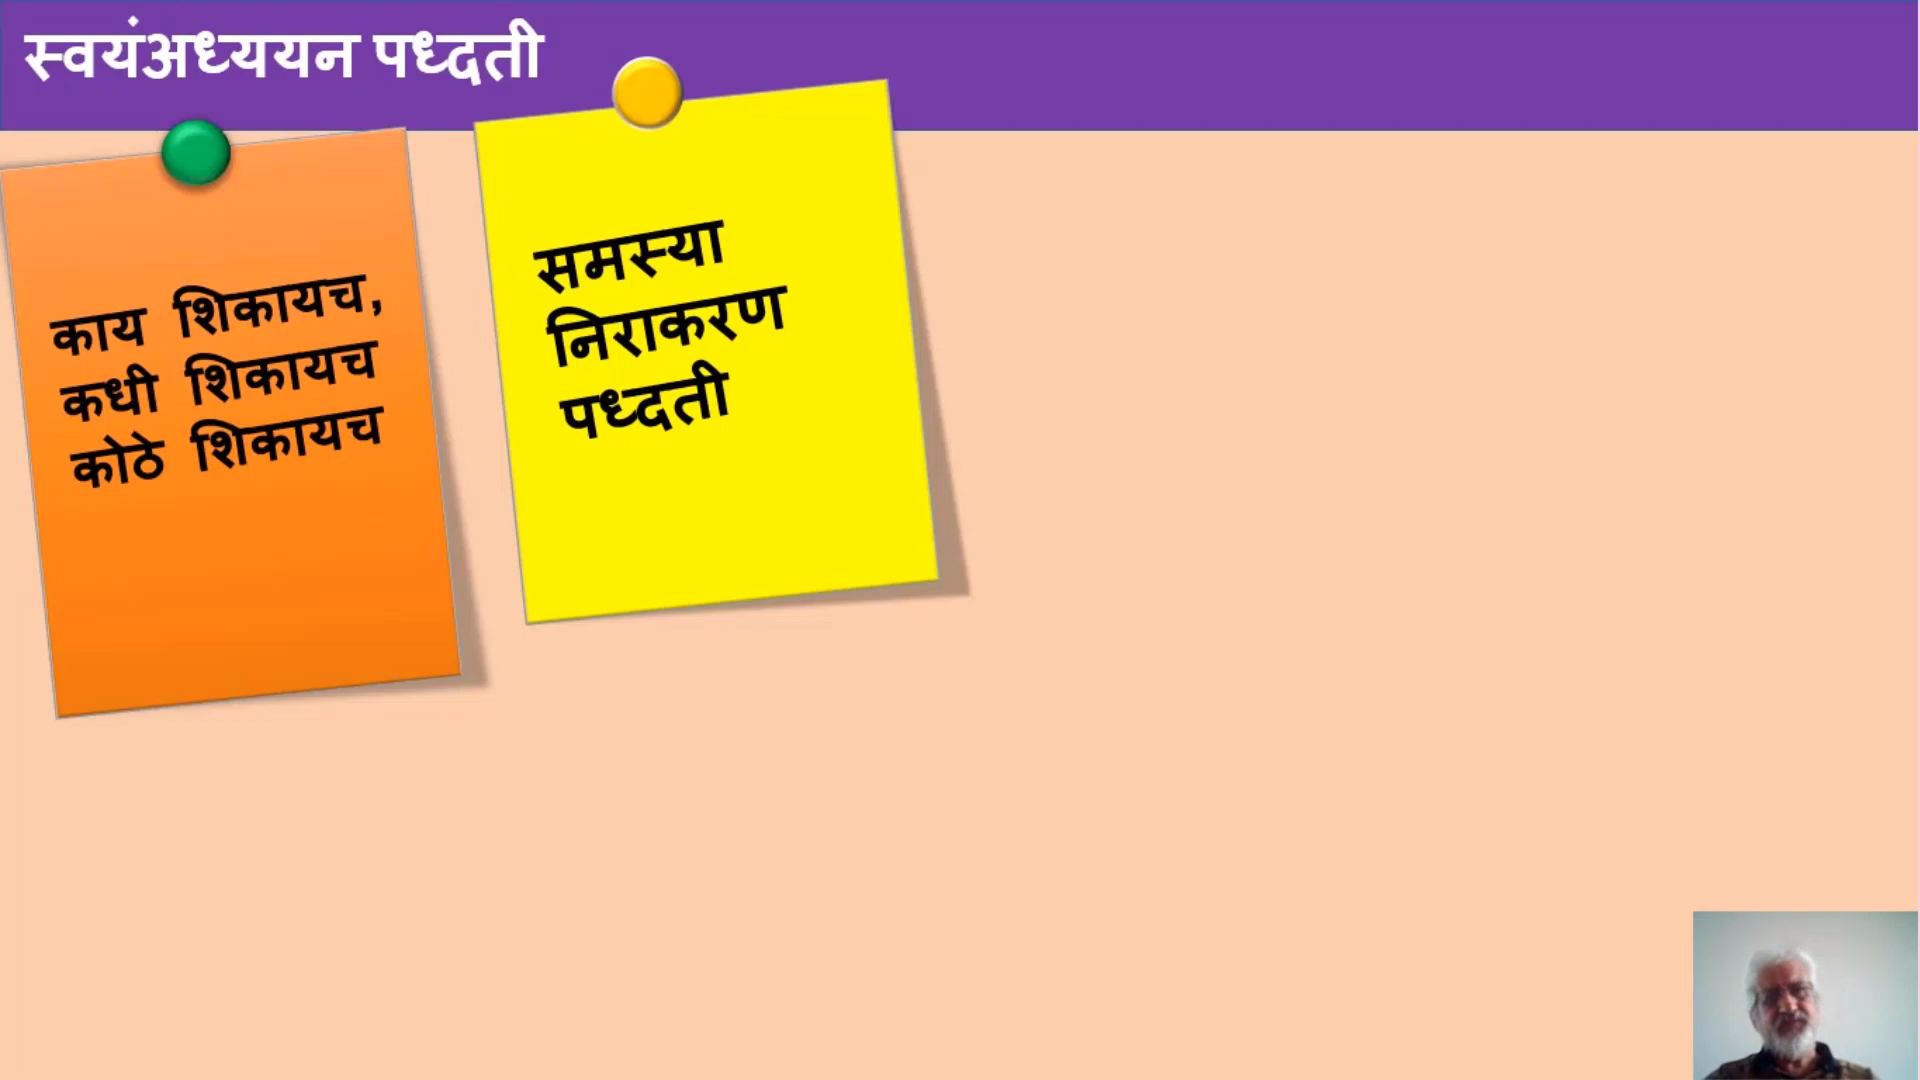 स्वयंअध्ययन पध्दती
काय शिकायच,
कधी शिकायच
कोठे शिकायच
समस्या
निराकरण
पध्दती